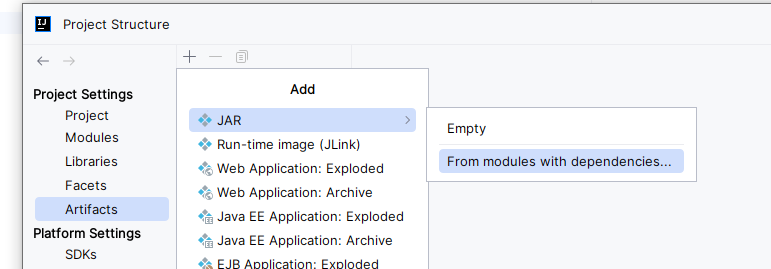 IJ
Project Structure
Project Settings
Project
Modules
Libraries
Facets
Artifacts
Platform Settings
SDKs
Add
JAR
Run-time image (JLink)
Web Application: Exploded
Web Application: Archive
Java EE Application: Exploded
Java EE Application: Archive
EJB Application: Exploded
Empty
From modules with dependencies...